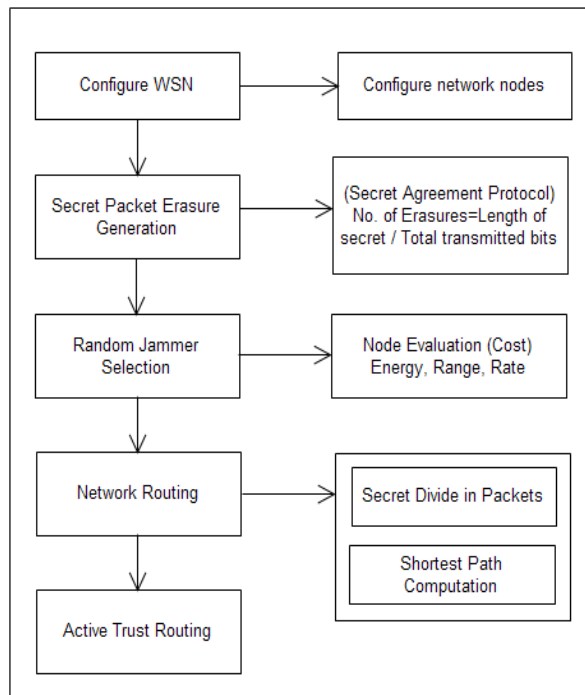 Configure WSN
Configure network nodes
Secret Packet Erasure
Generation
(Secret Agreement Protocol)
No. of Erasures=Length of
secret / Total transmitted bits
Random Jammer
Selection
Node Evaluation (Cost)
Energy, Range, Rate
Network Routing
Secret Divide in Packets
Shortest Path
Computation
Active Trust Routing